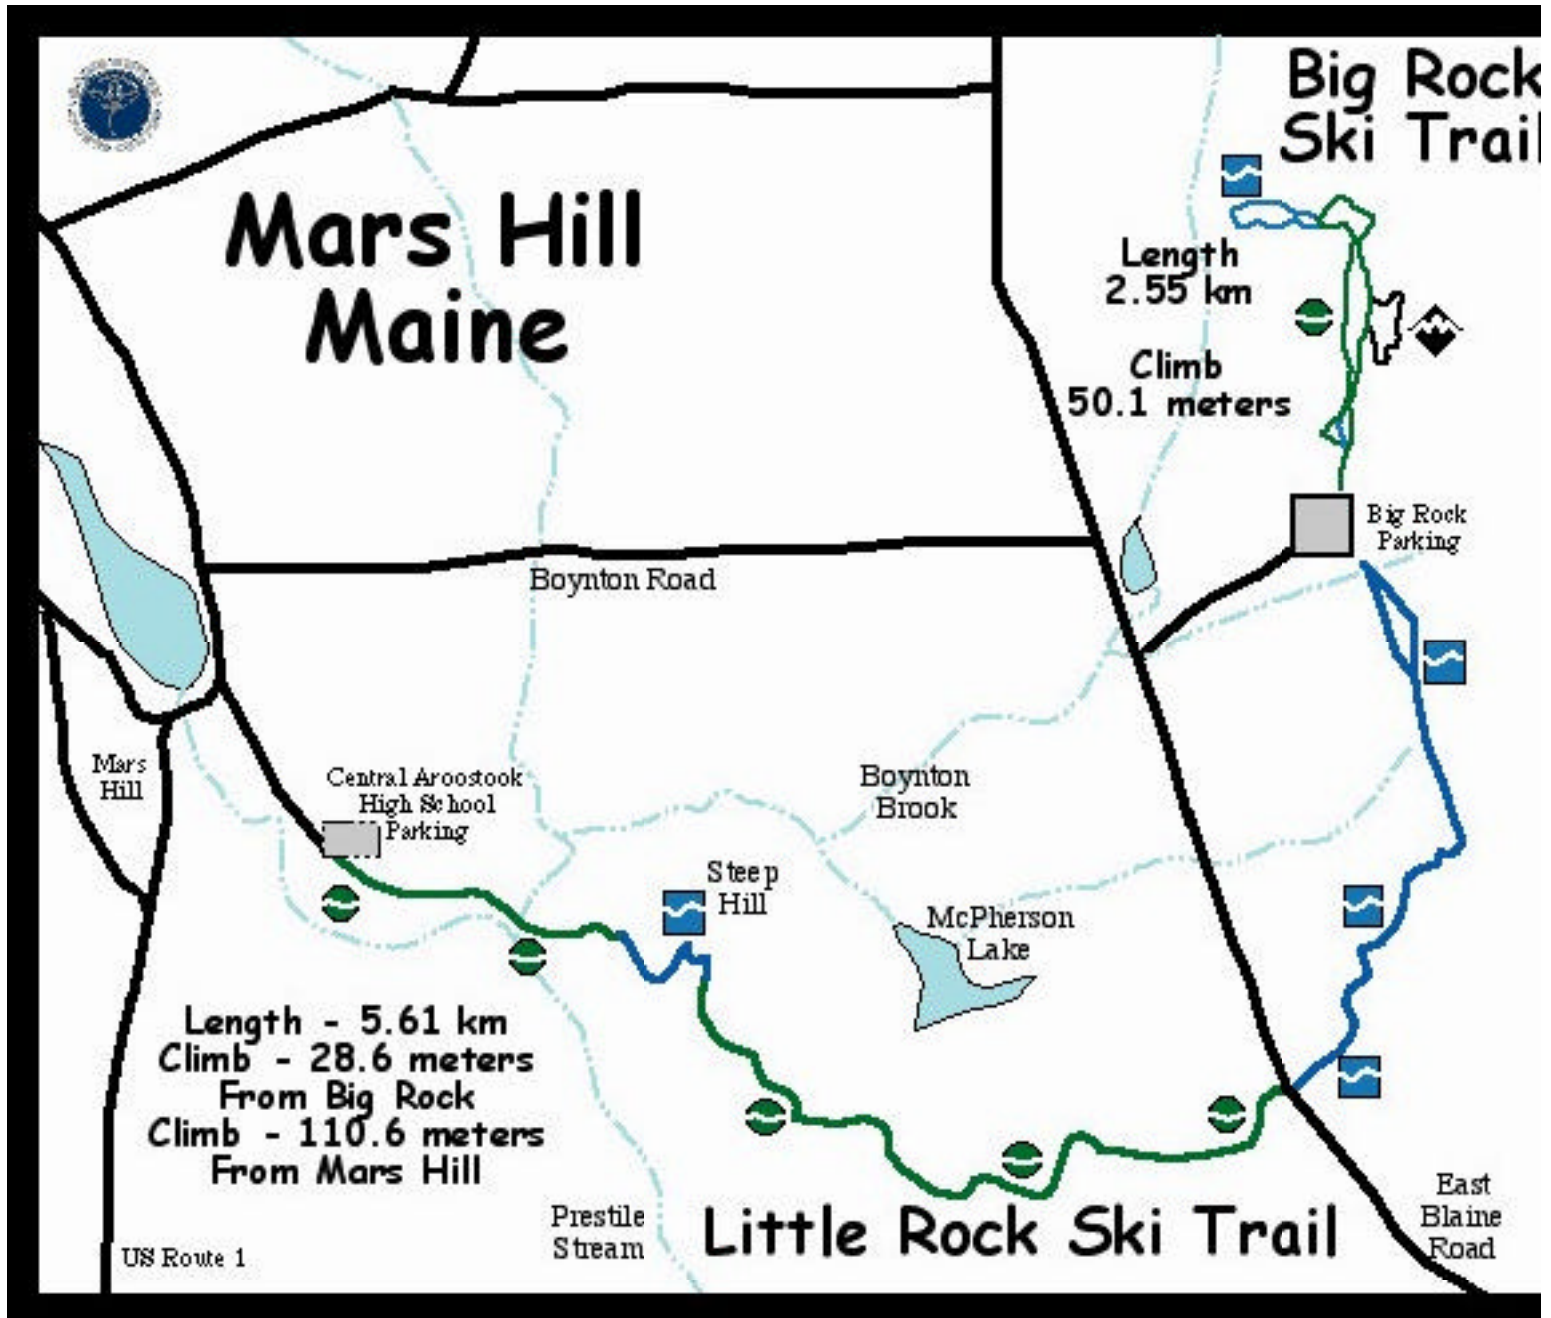 Big Rock
Ski Trail
Mars Hill
Maine
Length
2.55 km
Climb
50.1 meters
Big Rock
Parking
Boynton Road
Mars
Hill
Central Aroostook
High School
Parking
Boynton
Brook
Steep
Hill
McPherson
Lake
Length - 5.61 km
Climb - 28.6 meters
From Big Rock
Climb - 110.6 meters
From Mars Hill
Prestile
Stream
Little Rock Ski Trail
East
Blaine
Road
US Route 1